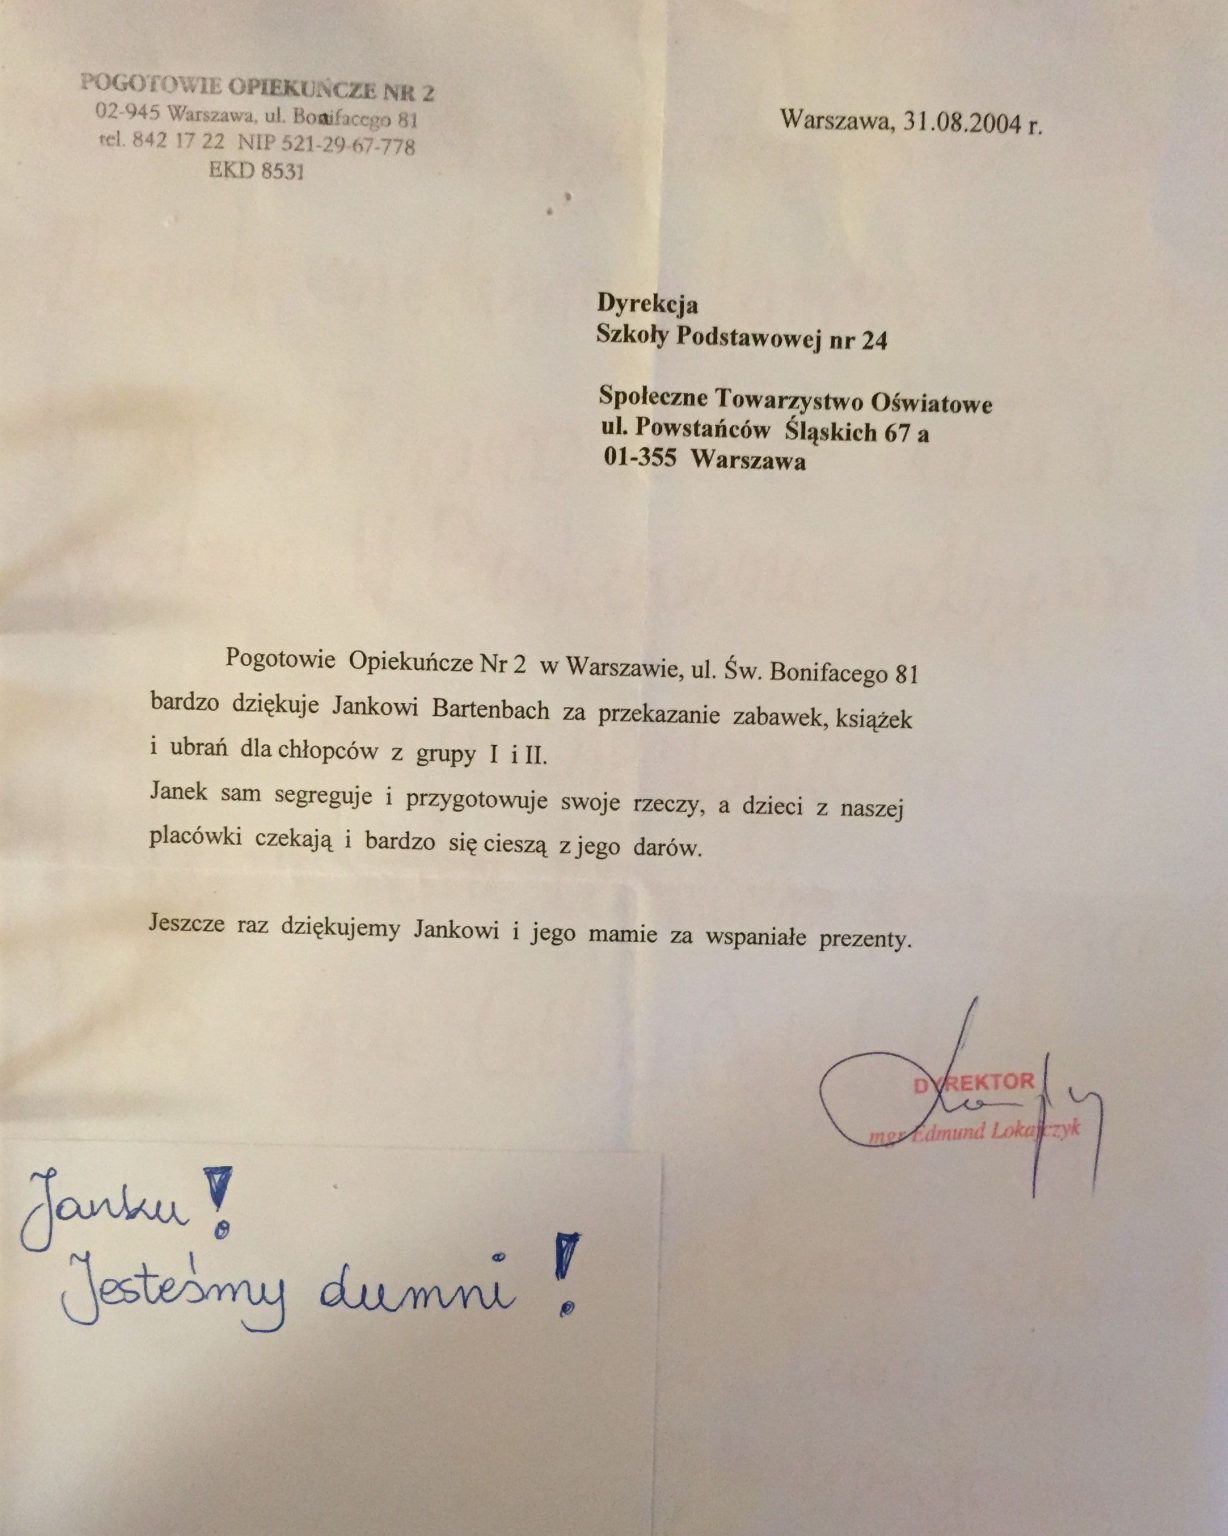 POGOTOWIE OPIEKUŃCZE NR 2
02-945 Warszawa, ul. Bonifacego 81
tel. 842 17 22 NIP 521-29-67-778
EKD 8531
Warszawa, 31.08.2004 r.
Dyrekcja
Szkoły Podstawowej nr 24
Społeczne Towarzystwo Oświatowe
ul. Powstańców Śląskich 67 a
01-355 Warszawa
Pogotowie Opiekuńcze Nr 2 w Warszawie, ul. Św. Bonifacego 81
bardzo dziękuje Jankowi Bartenbach za przekazanie zabawek, książek
i ubrań dla chłopców z grupy I i II.
Janek sam segreguje i przygotowuje swoje rzeczy, a dzieci z naszej
placówki czekają i bardzo się cieszą z jego darów.
Jeszcze raz dziękujemy Jankowi i jego mamie za wspaniałe prezenty.
DYREKTOR
mgr Edmund Lokajczyk
Janku!
Jesteśmy dumni!